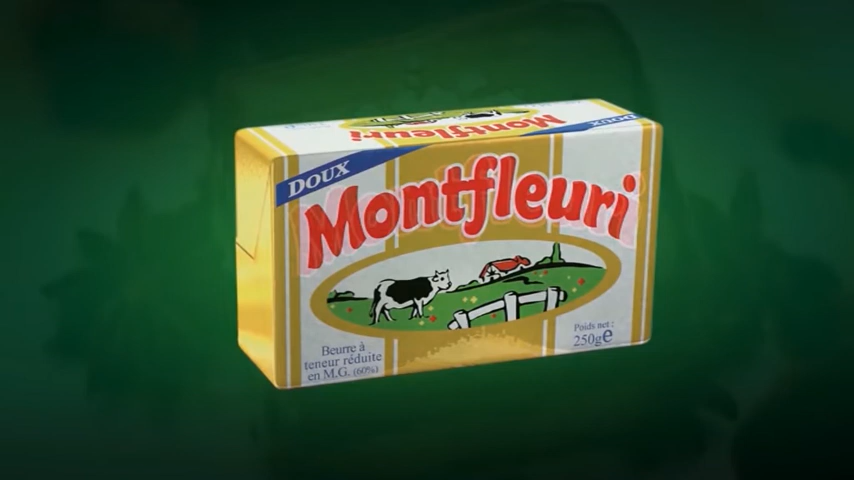 Montfleuri
DOUX
DOUX
Montfleuri
Beurre à
teneur réduite
en M.G. (60%)
Poids net :
250g℮